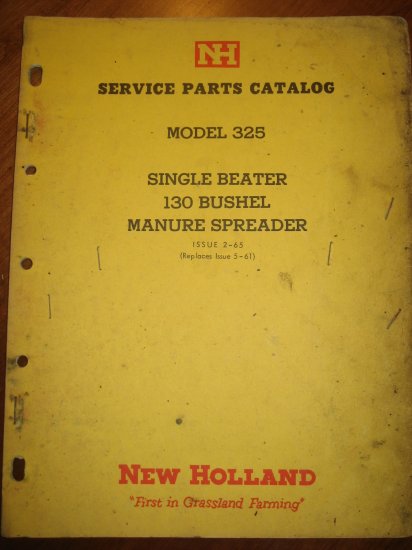 NH
SERVICE PARTS CATALOG
MODEL 325
SINGLE BEATER
130 BUSHEL
MANURE SPREADER
ISSUE 2-65
(Replaces Issue 5-61)
NEW HOLLAND
"First in Grassland Farming"